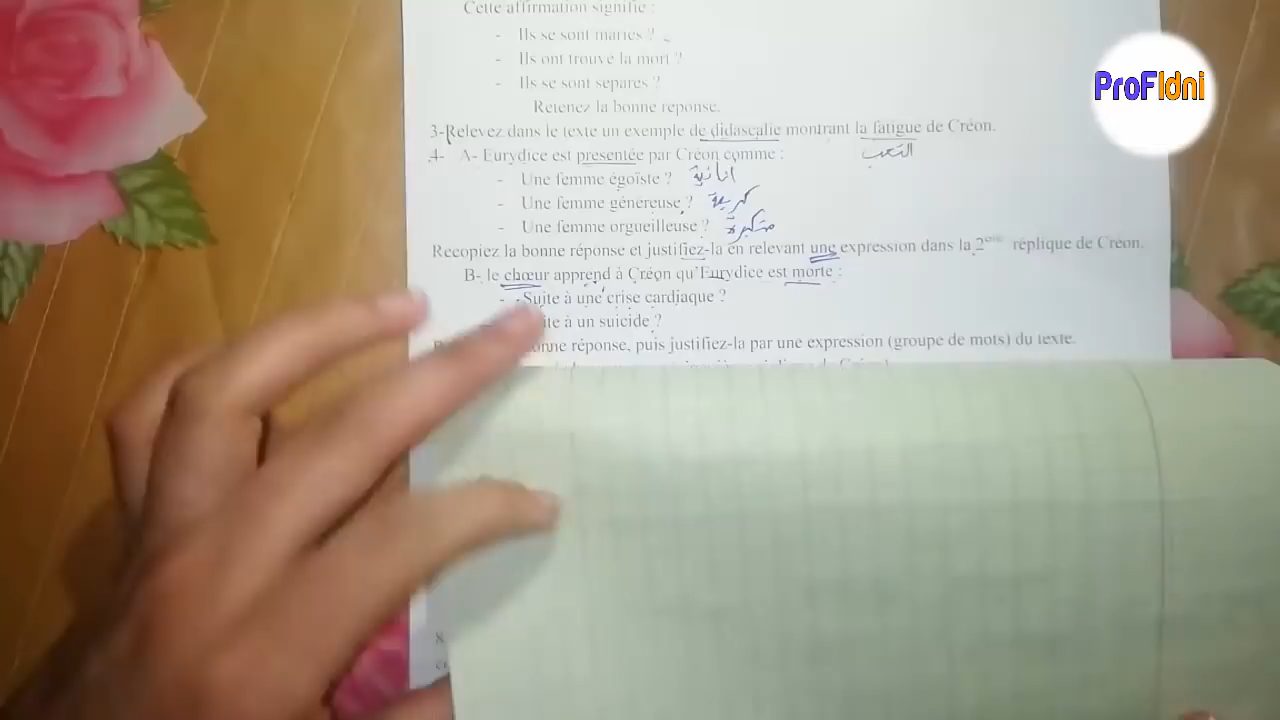 Cette affirmation signifie :
- Ils se sont mariés ?
- Ils ont trouvé la mort ?
- Ils se sont séparés ?
Retenez la bonne réponse.
ProFIdni
3-Relevez dans le texte un exemple de didascalie montrant la fatigue de Créon.
التعب
4- A- Eurydice est présentée par Créon comme :
- Une femme égoïste ? انانية
- Une femme généreuse ? كريمة
- Une femme orgueilleuse ? متكبرة
Recopiez la bonne réponse et justifiez-la en relevant une expression dans la 2ème réplique de Créon.
B- le chœur apprend à Créon qu'Eurydice est morte :
- Suite à une crise cardiaque ?
à un suicide ?
réponse, puis justifiez-la par une expression (groupe de mots) du texte.